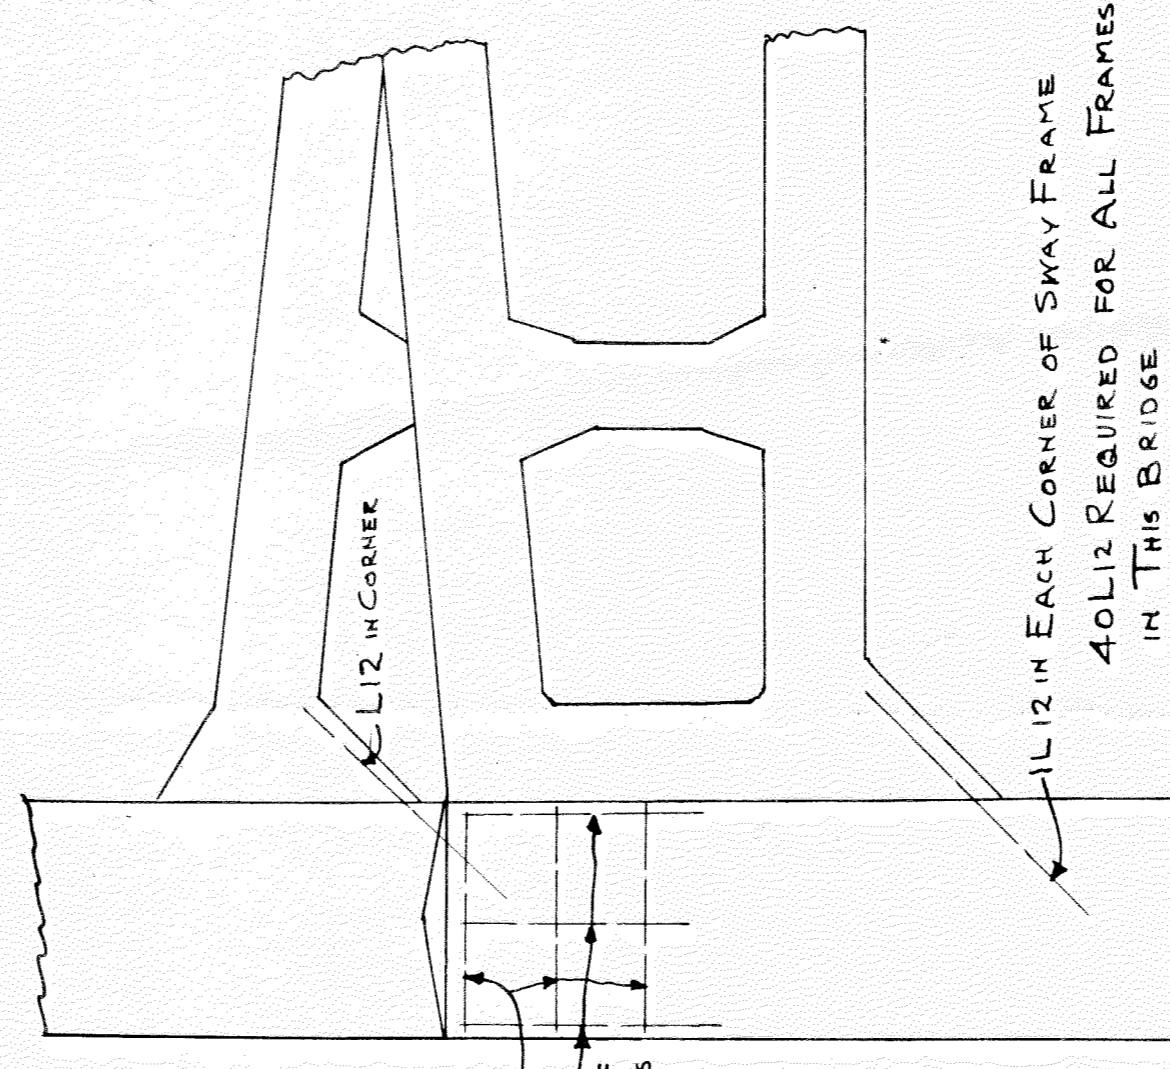 L12 IN CORNER
1L12 IN EACH CORNER OF SWAY FRAME
40L12 REQUIRED FOR ALL FRAMES
IN THIS BRIDGE